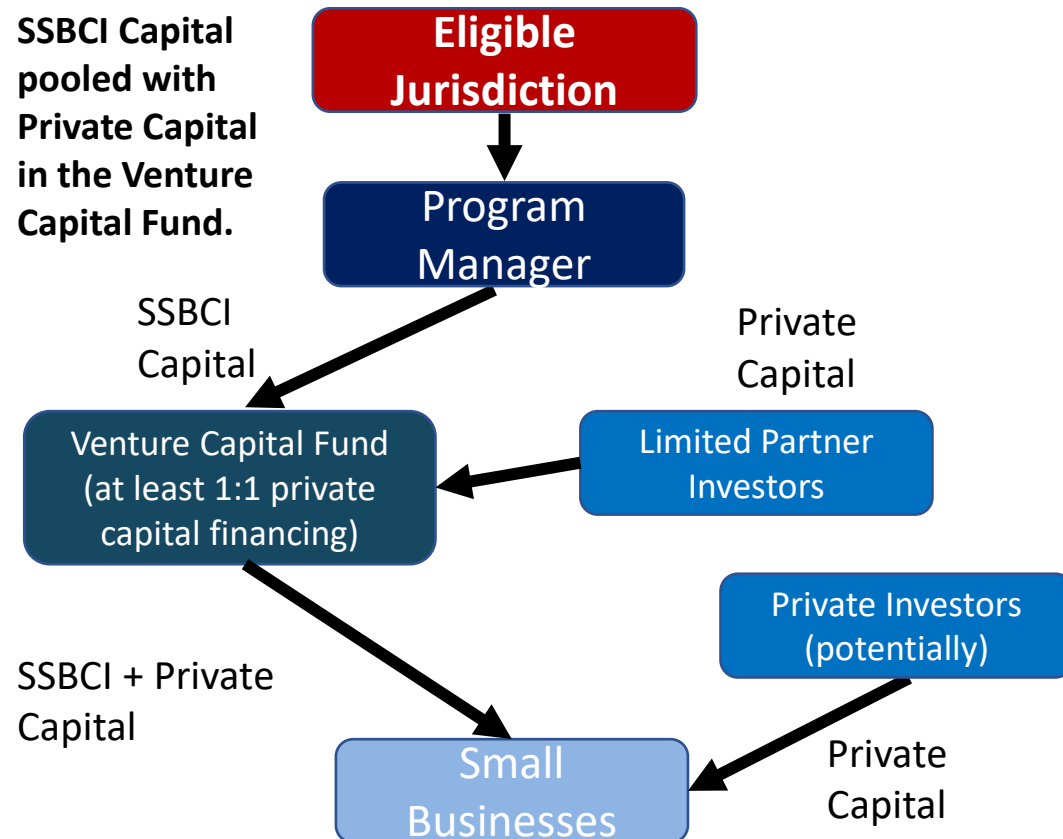 SSBCI Capital
pooled with
Private Capital
in the Venture
Capital Fund.
Eligible
Jurisdiction
Program
Manager
SSBCI
Capital
Private
Capital
Venture Capital Fund
(at least 1:1 private
capital financing)
Limited Partner
Investors
Private Investors
(potentially)
SSBCI + Private
Capital
Small
Businesses
Private
Capital